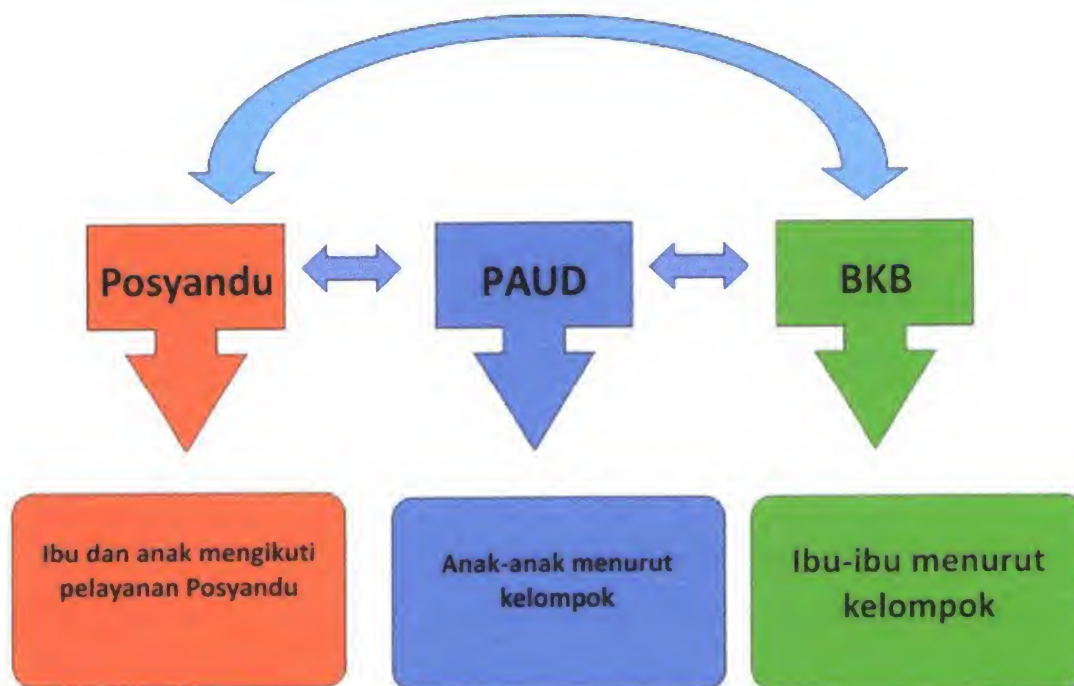 Posyandu
PAUD
BKB
Ibu dan anak mengikuti
pelayanan Posyandu
Anak-anak menurut
kelompok
Ibu-ibu menurut
kelompok